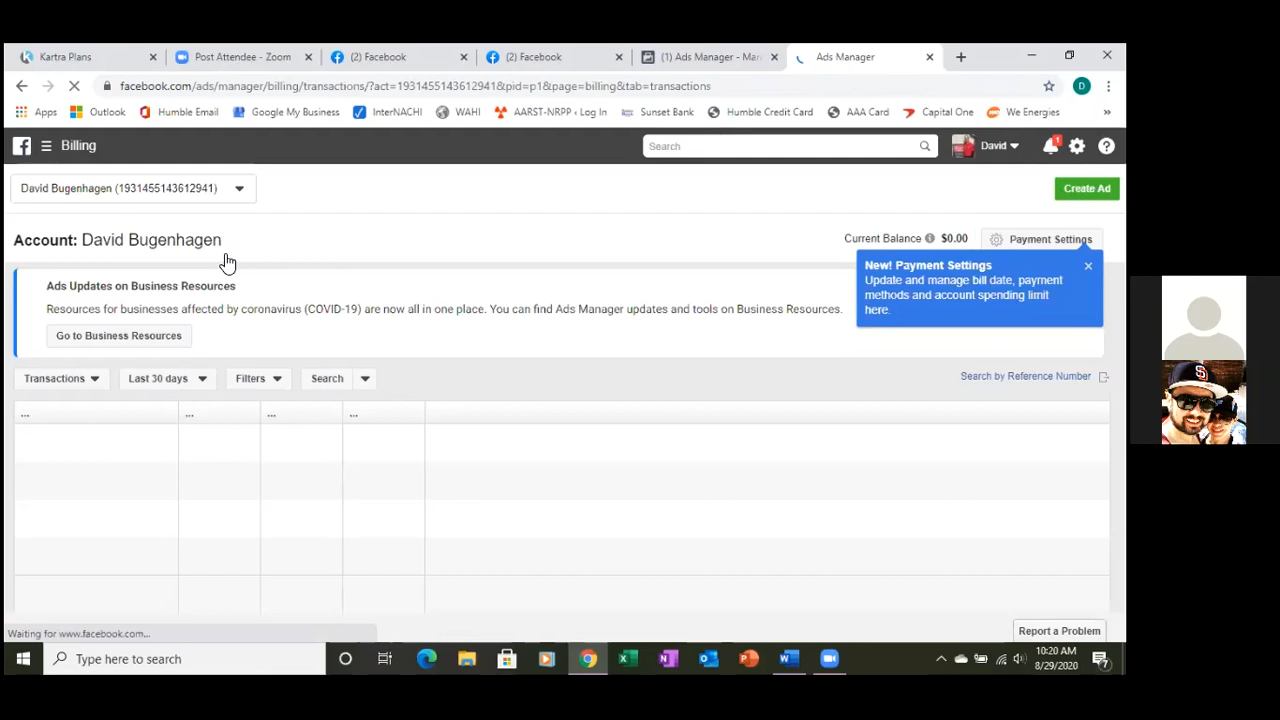 Kartra Plans
Post Attendee - Zoom
(2) Facebook
(2) Facebook
(1) Ads Manager - Man
Ads Manager
facebook.com/ads/manager/billing/transactions/?act=1931455143612941&pid=p1&page=billing&tab=transactions
D
Apps
Outlook
Humble Email
Google My Business
InterNACHI
WAHI
AARST-NRPP ‹ Log In
Sunset Bank
Humble Credit Card
AAA Card
Capital One
We Energies
»
Billing
Search
David
1
David Bugenhagen (1931455143612941)
Create Ad
Account: David Bugenhagen
Current Balance $0.00
Payment Settings
New! Payment Settings
Update and manage bill date, payment
methods and account spending limit
here.
Ads Updates on Business Resources
Resources for businesses affected by coronavirus (COVID-19) are now all in one place. You can find Ads Manager updates and tools on Business Resources.
Go to Business Resources
Transactions
Last 30 days
Filters
Search
Search by Reference Number
... ... ... ...
Waiting for www.facebook.com...
Report a Problem
Type here to search
10:20 AM
8/29/2020
7